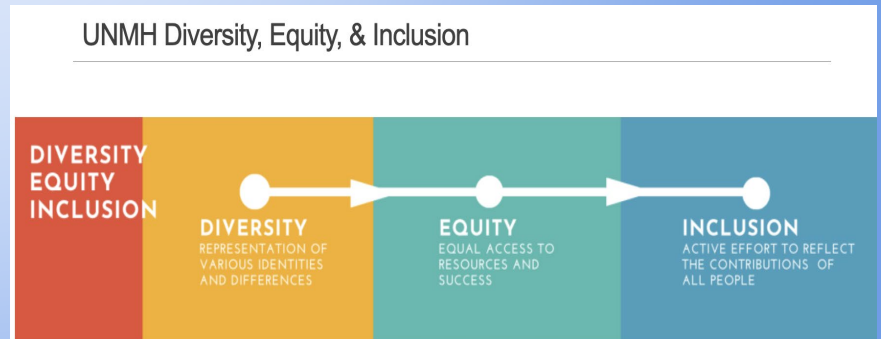 UNMH Diversity, Equity, & Inclusion
DIVERSITY
EQUITY
INCLUSION
DIVERSITY
REPRESENTATION OF
VARIOUS IDENTITIES
AND DIFFERENCES
EQUITY
EQUAL ACCESS TO
RESOURCES AND
SUCCESS
INCLUSION
ACTIVE EFFORT TO REFLECT
THE CONTRIBUTIONS OF
ALL PEOPLE